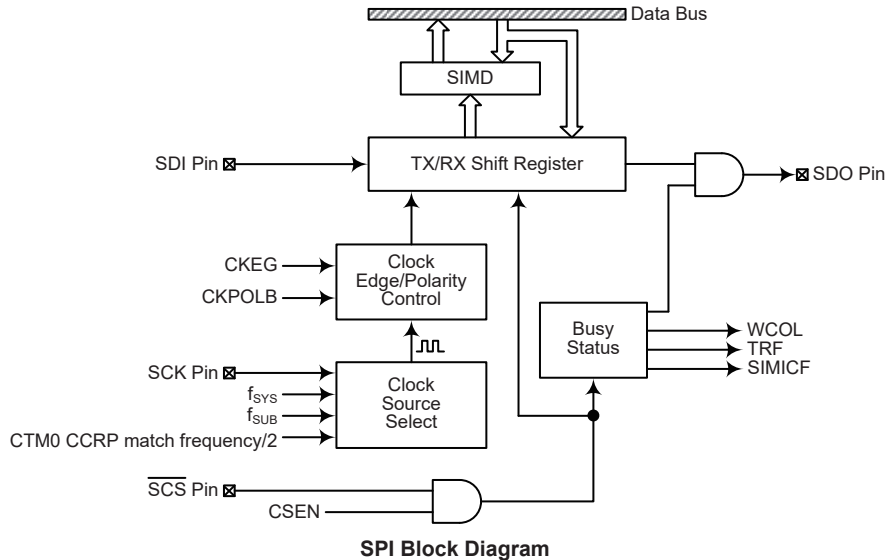 Data Bus
SIMD
SDI Pin
TX/RX Shift Register
SDO Pin
CKEG
CKPOLB
Clock
Edge/Polarity
Control
Busy
Status
WCOL
TRF
SIMICF
SCK Pin
fSYS
fSUB
CTM0 CCRP match frequency/2
Clock
Source
Select
SCS Pin
CSEN
SPI Block Diagram